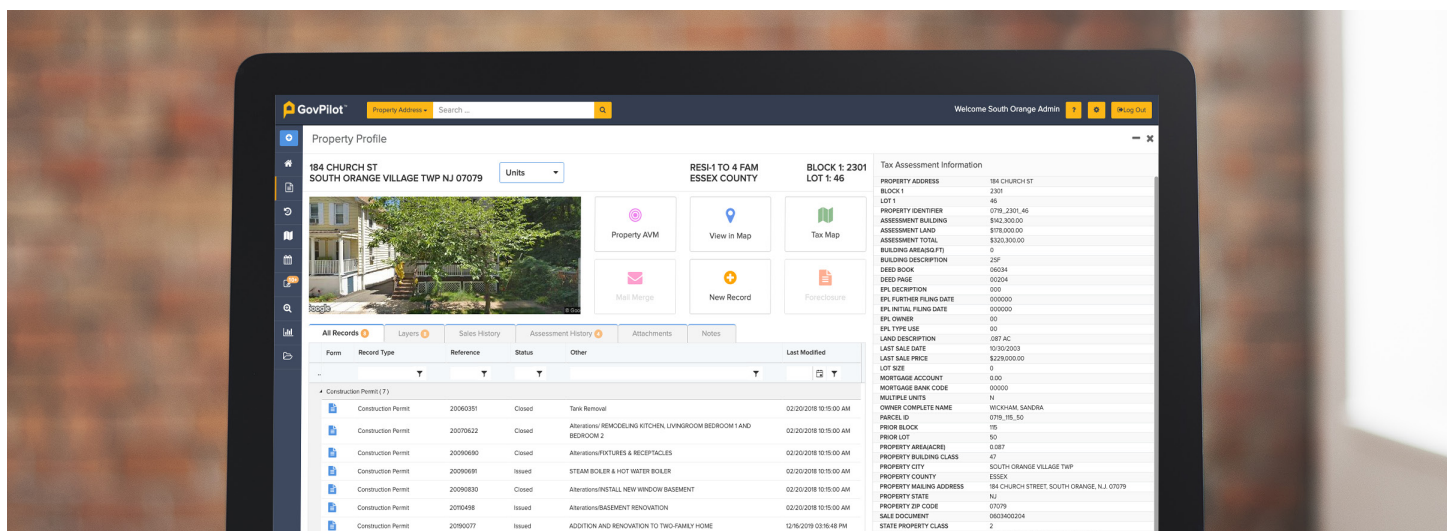 GovPilot™
Property Address
Search ...
Welcome South Orange Admin
?
Log Out
Property Profile
184 CHURCH ST
SOUTH ORANGE VILLAGE TWP NJ 07079
Units
RESI-1 TO 4 FAM
ESSEX COUNTY
BLOCK 1: 2301
LOT 1: 46
Property AVM
View in Map
Tax Map
Mail Merge
New Record
Foreclosure
Google
All Records
Layers
Sales History
Assessment History
Attachments
Notes
Form Record Type Reference Status Other Last Modified
..
Construction Permit ( 7 )
Construction Permit 20060351 Closed Tank Removal 02/20/2018 10:15:00 AM
Construction Permit 20070622 Closed Alterations/ REMODELING KITCHEN, LIVINGROOM BEDROOM 1 AND BEDROOM 2 02/20/2018 10:15:00 AM
Construction Permit 20090690 Closed Alterations/FIXTURES & RECEPTACLES 02/20/2018 10:15:00 AM
Construction Permit 20090691 Issued STEAM BOILER & HOT WATER BOILER 02/20/2018 10:15:00 AM
Construction Permit 20090830 Closed Alterations/INSTALL NEW WINDOW BASEMENT 02/20/2018 10:15:00 AM
Construction Permit 20110498 Issued Alterations/BASEMENT RENOVATION 02/20/2018 10:15:00 AM
Construction Permit 20190077 Issued ADDITION AND RENOVATION TO TWO-FAMILY HOME 12/16/2019 03:16:48 PM
Tax Assessment Information
PROPERTY ADDRESS 184 CHURCH ST
BLOCK 1 2301
LOT 1 46
PROPERTY IDENTIFIER 0719_2301_46
ASSESSMENT BUILDING $142,300.00
ASSESSMENT LAND $178,000.00
ASSESSMENT TOTAL $320,300.00
BUILDING AREA(SQ.FT) 0
BUILDING DESCRIPTION 2SF
DEED BOOK 06034
DEED PAGE 00204
EPL DECRIPTION 000
EPL FURTHER FILING DATE 000000
EPL INITIAL FILING DATE 000000
EPL OWNER 00
EPL TYPE USE 00
LAND DESCRIPTION .087 AC
LAST SALE DATE 10/30/2003
LAST SALE PRICE $229,000.00
LOT SIZE 0
MORTGAGE ACCOUNT 0.00
MORTGAGE BANK CODE 00000
MULTIPLE UNITS N
OWNER COMPLETE NAME WICKHAM, SANDRA
PARCEL ID 0719_115_50
PRIOR BLOCK 115
PRIOR LOT 50
PROPERTY AREA(ACRE) 0.087
PROPERTY BUILDING CLASS 47
PROPERTY CITY SOUTH ORANGE VILLAGE TWP
PROPERTY COUNTY ESSEX
PROPERTY MAILING ADDRESS 184 CHURCH STREET, SOUTH ORANGE, N.J. 07079
PROPERTY STATE NJ
PROPERTY ZIP CODE 07079
SALE DOCUMENT 0603400204
STATE PROPERTY CLASS 2